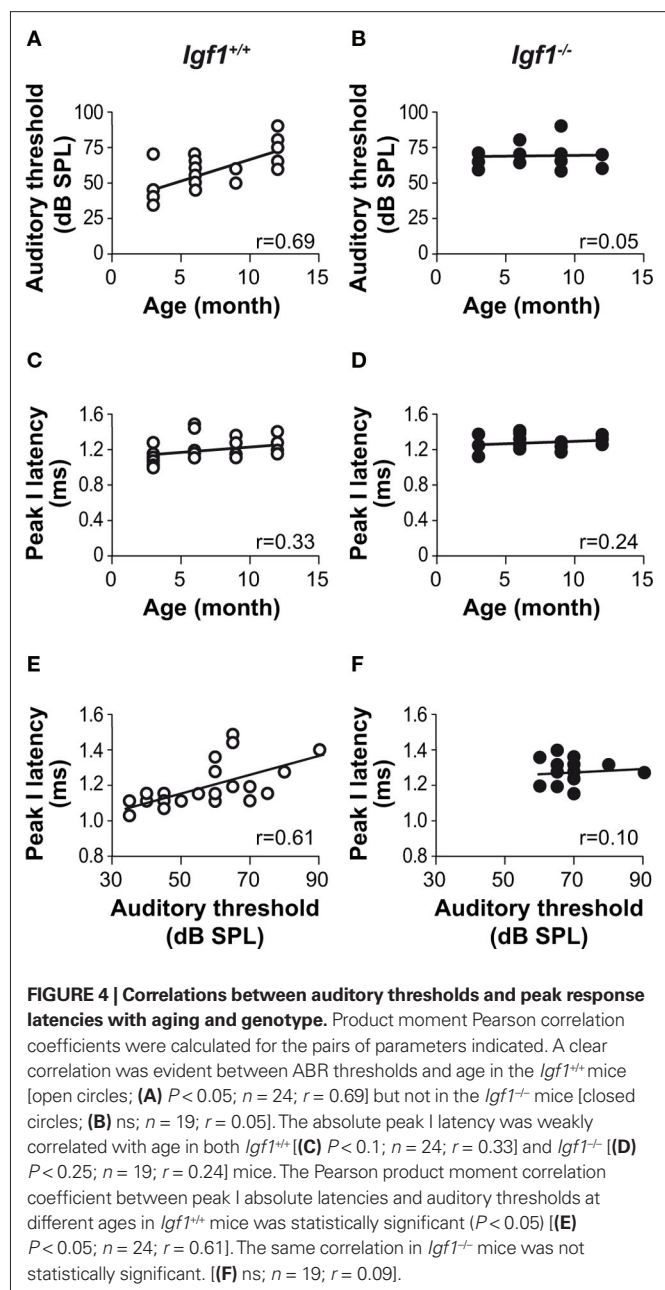 A
Igf1+/+
B
Igf1-/-
Auditory threshold
(dB SPL)
100
75
50
25
0
0
5
10
15
r=0.69
Age (month)
Auditory threshold
(dB SPL)
100
75
50
25
0
0
5
10
15
r=0.05
Age (month)
C
Peak I latency
(ms)
1.6
1.2
0.8
0.4
0
0
5
10
15
r=0.33
Age (month)
D
Peak I latency
(ms)
1.6
1.2
0.8
0.4
0
0
5
10
15
r=0.24
Age (month)
E
Peak I latency
(ms)
1.6
1.4
1.2
1.0
0.8
30
50
70
90
r=0.61
Auditory threshold
(dB SPL)
F
Peak I latency
(ms)
1.6
1.4
1.2
1.0
0.8
30
50
70
90
r=0.10
Auditory threshold
(dB SPL)
FIGURE 4 | Correlations between auditory thresholds and peak response
latencies with aging and genotype. Product moment Pearson correlation
coefficients were calculated for the pairs of parameters indicated. A clear
correlation was evident between ABR thresholds and age in the Igf1+/+ mice
[open circles; (A) P < 0.05; n = 24; r = 0.69] but not in the Igf1–/– mice [closed
circles; (B) ns; n = 19; r = 0.05]. The absolute peak I latency was weakly
correlated with age in both Igf1+/+ [(C) P < 0.1; n = 24; r = 0.33] and Igf1–/– [(D)
P < 0.25; n = 19; r = 0.24] mice. The Pearson product moment correlation
coefficient between peak I absolute latencies and auditory thresholds at
different ages in Igf1+/+ mice was statistically significant (P < 0.05) [(E)
P < 0.05; n = 24; r = 0.61]. The same correlation in Igf1–/– mice was not
statistically significant. [(F) ns; n = 19; r = 0.09].